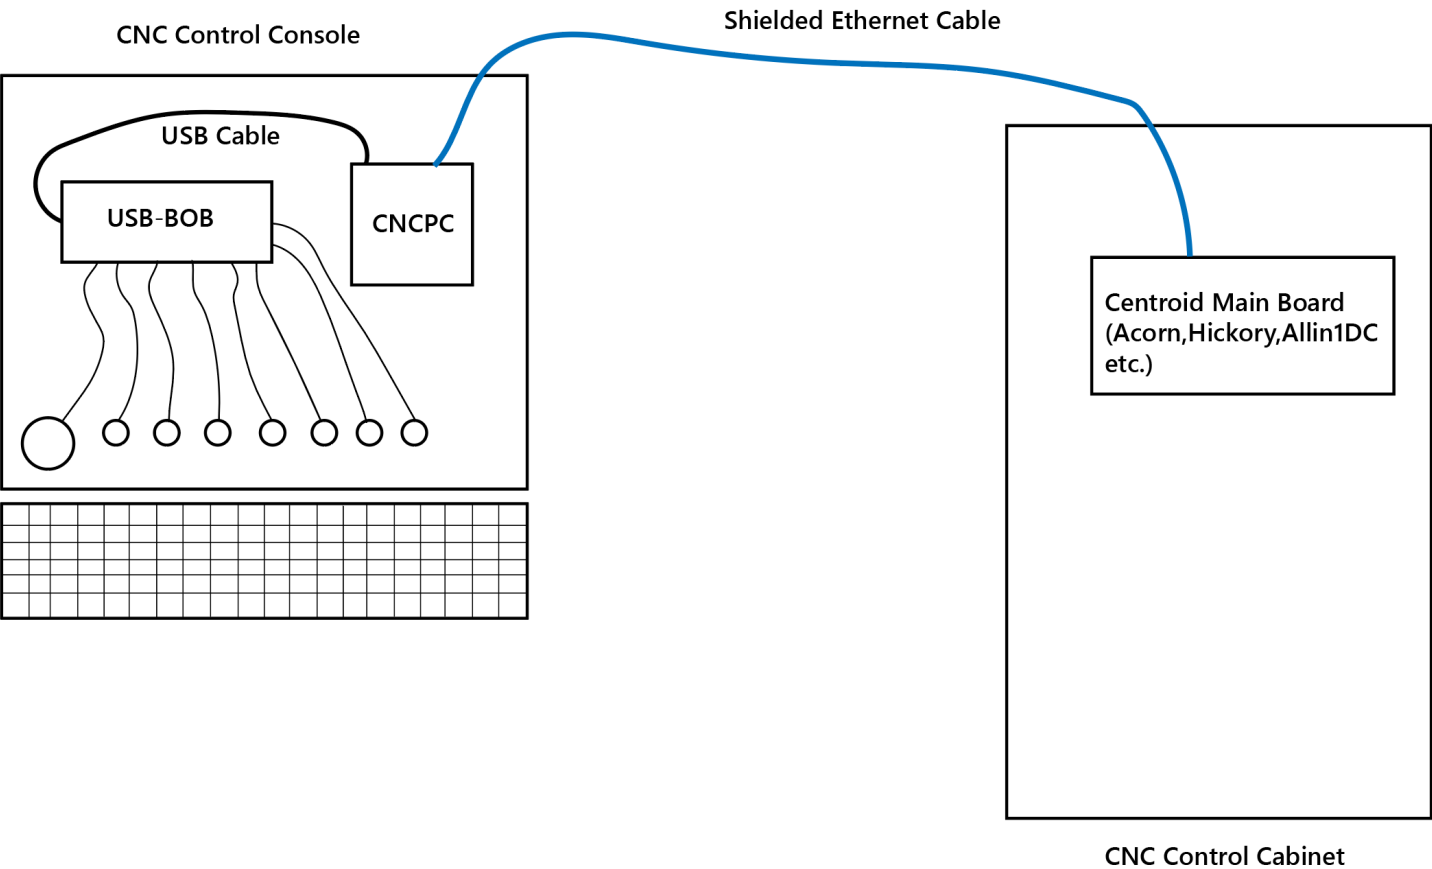 Shielded Ethernet Cable
CNC Control Console
USB Cable
USB-BOB
CNCPC
Centroid Main Board
(Acorn,Hickory,Allin1DC
etc.)
CNC Control Cabinet